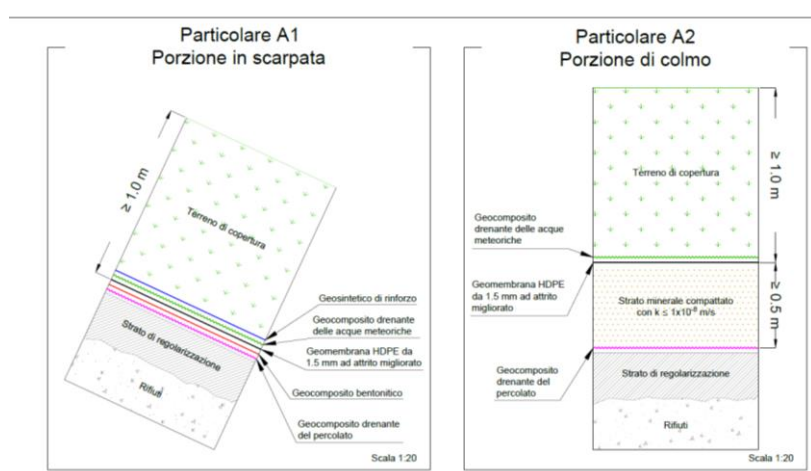 Particolare A1
Porzione in scarpata
≥ 1.0 m
Terreno di copertura
Geosintetico di rinforzo
Geocomposito drenante
delle acque meteoriche
Geomembrana HDPE da
1.5 mm ad attrito migliorato
Strato di regolarizzazione
Geocomposito bentonitico
Rifiuti
Geocomposito drenante
del percolato
Scala 1:20
Particolare A2
Porzione di colmo
≥ 1.0 m
Terreno di copertura
Geocomposito
drenante delle acque
meteoriche
Geomembrana HDPE
da 1.5 mm ad attrito
migliorato
Strato minerale compattato
con k ≤ 1x10⁻⁸ m/s
≥ 0.5 m
Geocomposito
drenante del
percolato
Strato di regolarizzazione
Rifiuti
Scala 1:20